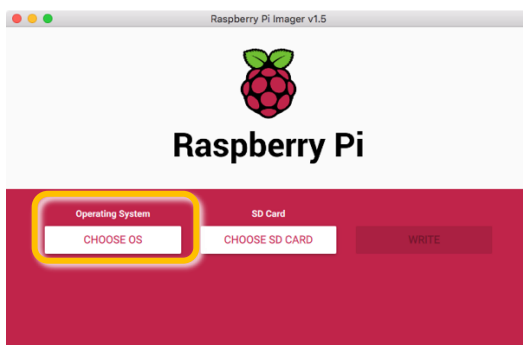 Raspberry Pi Imager v1.5
Raspberry Pi
Operating System
SD Card
CHOOSE OS
CHOOSE SD CARD
WRITE